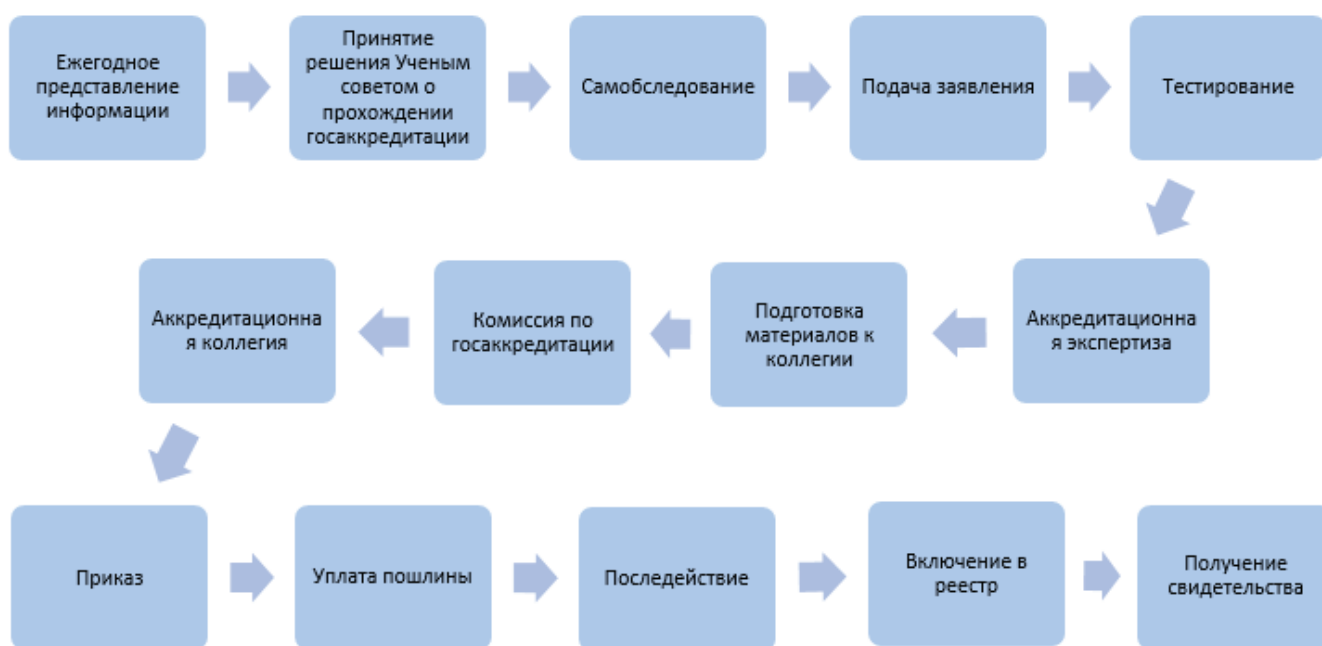 Ежегодное
представление
информации
Принятие
решения Ученым
советом о
прохождении
госаккредитации
Самобследование
Подача заявления
Тестирование
Аккредитационна
я коллегия
Комиссия по
госаккредитации
Подготовка
материалов к
коллегии
Аккредитационна
я экспертиза
Приказ
Уплата пошлины
Последействие
Включение в
реестр
Получение
свидетельства